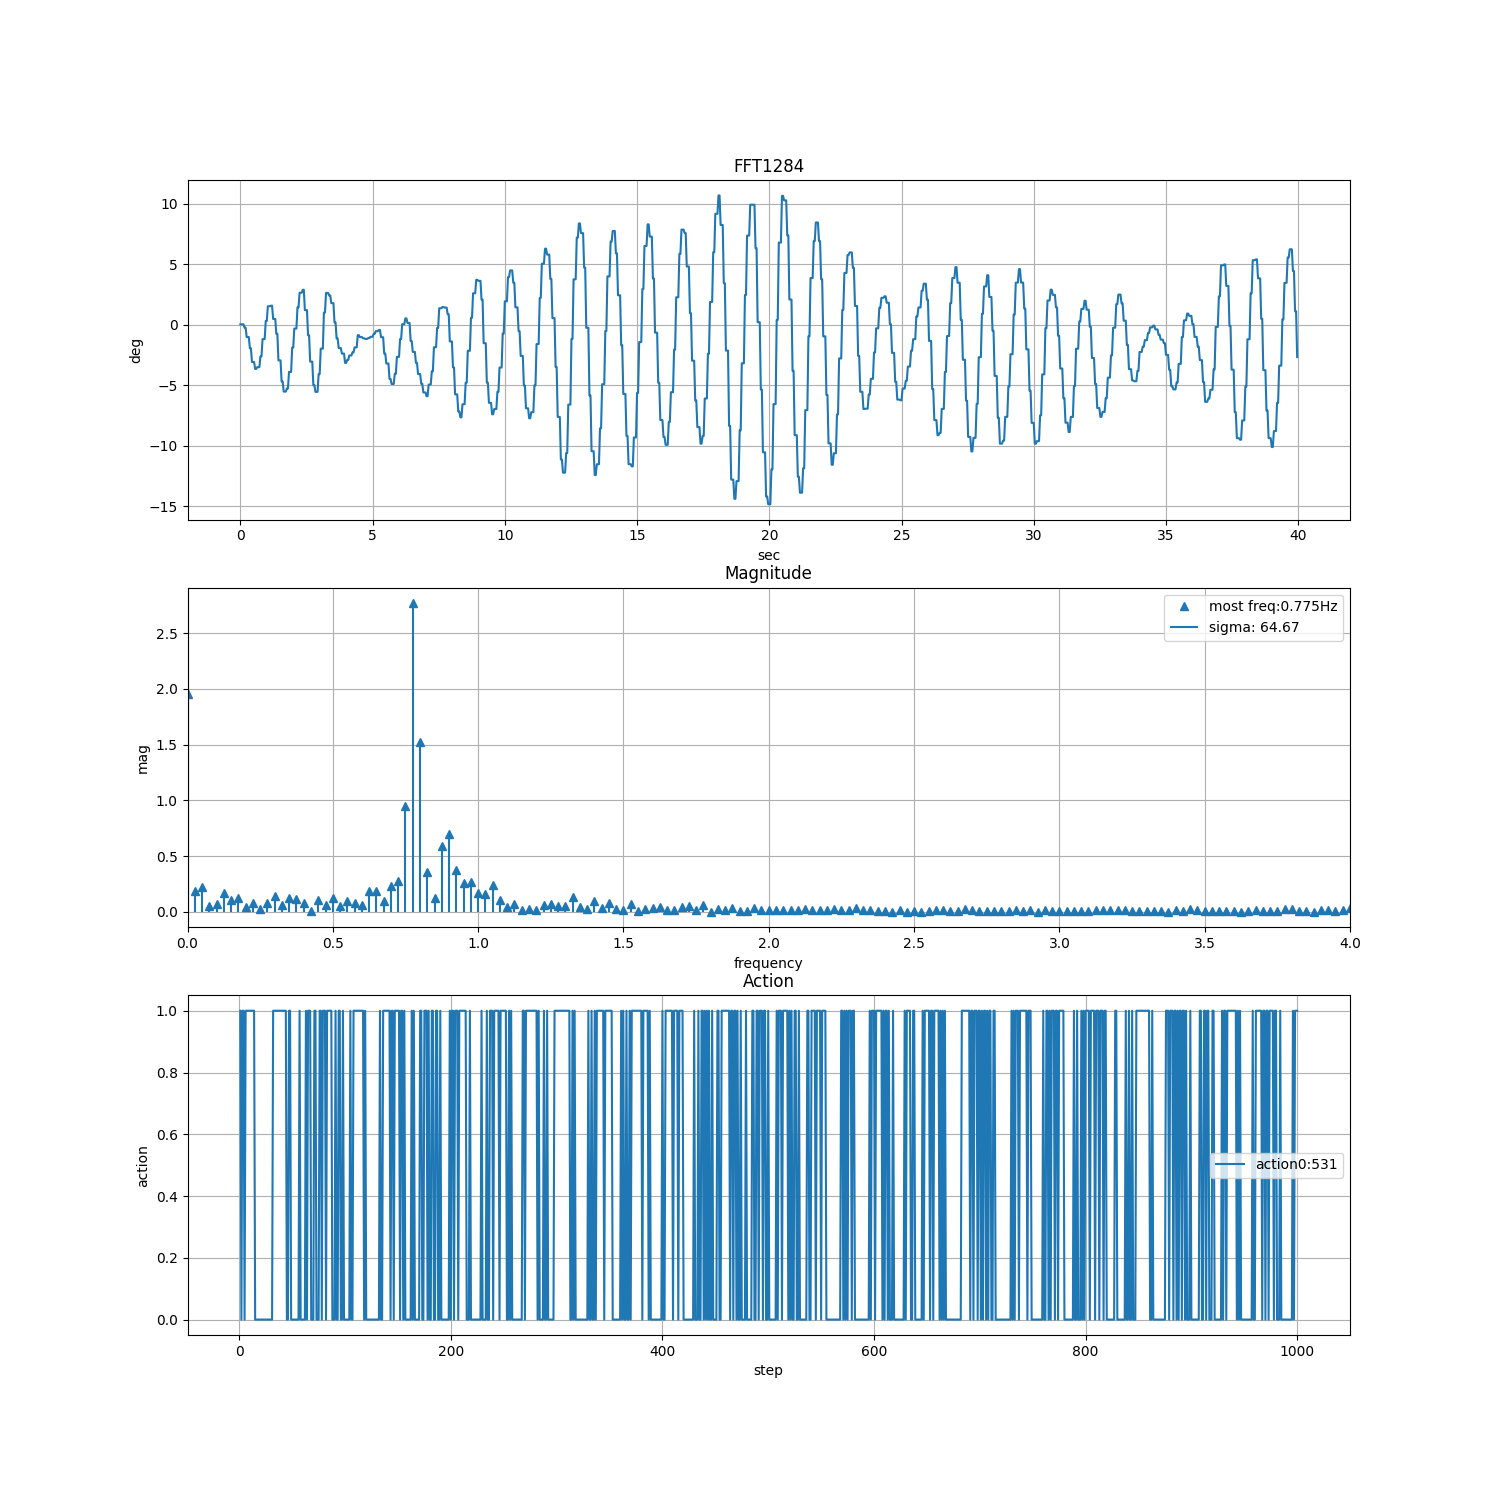 FFT1284
10
5
0
−5
−10
−15
deg
0 5 10 15 20 25 30 35 40
sec
Magnitude
most freq:0.775Hz
sigma: 64.67
2.5
2.0
1.5
1.0
0.5
0.0
mag
0.0 0.5 1.0 1.5 2.0 2.5 3.0 3.5 4.0
frequency
Action
1.0
0.8
0.6
0.4
0.2
0.0
action
action0:531
0 200 400 600 800 1000
step